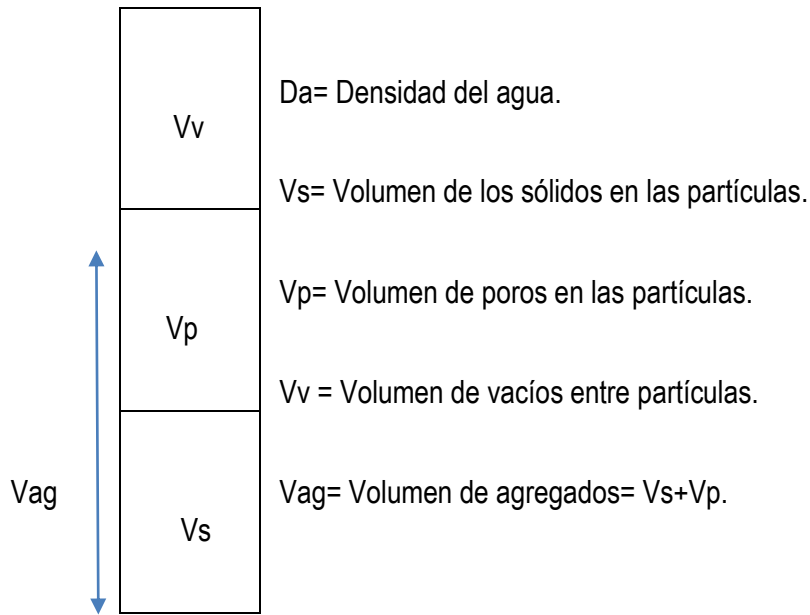 Da= Densidad del agua.
Vv
Vs= Volumen de los sólidos en las partículas.
Vp= Volumen de poros en las partículas.
Vp
Vv = Volumen de vacíos entre partículas.
Vag
Vag= Volumen de agregados= Vs+Vp.
Vs